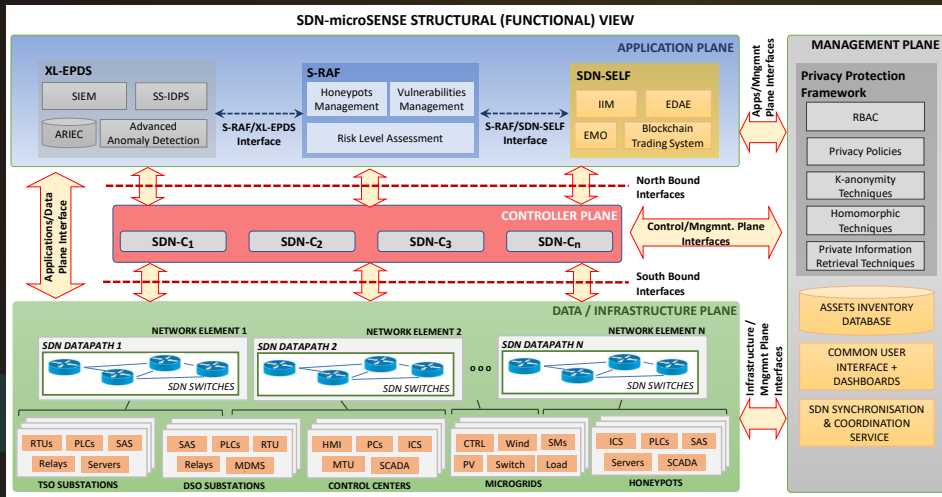 SDN-microSENSE STRUCTURAL (FUNCTIONAL) VIEW
APPLICATION PLANE
XL-EPDS
SIEM
SS-IDPS
ARIEC
Advanced
Anomaly Detection
S-RAF/XL-EPDS
Interface
S-RAF
Honeypots
Management
Vulnerabilities
Management
Risk Level Assessment
S-RAF/SDN-SELF
Interface
SDN-SELF
IIM
EDAE
EMO
Blockchain
Trading System
Apps/Mngmnt
Plane Interfaces
MANAGEMENT PLANE
Privacy Protection
Framework
RBAC
Privacy Policies
K-anonymity
Techniques
Homomorphic
Techniques
Private Information
Retrieval Techniques
ASSETS INVENTORY
DATABASE
COMMON USER
INTERFACE +
DASHBOARDS
SDN SYNCHRONISATION
& COORDINATION
SERVICE
Applications/Data
Plane Interface
North Bound
Interfaces
CONTROLLER PLANE
SDN-C1
SDN-C2
SDN-C3
SDN-Cn
Control/Mngmnt. Plane
Interfaces
South Bound
Interfaces
DATA / INFRASTRUCTURE PLANE
NETWORK ELEMENT 1
SDN DATAPATH 1
SDN SWITCHES
NETWORK ELEMENT 2
SDN DATAPATH 2
SDN SWITCHES
o o o
NETWORK ELEMENT N
SDN DATAPATH N
SDN SWITCHES
Infrastructure /
Mngmnt Plane
Interfaces
RTUs
PLCs
SAS
Relays
Servers
TSO SUBSTATIONS
SAS
PLCs
RTU
Relays
MDMS
DSO SUBSTATIONS
HMI
PCs
ICS
MTU
SCADA
CONTROL CENTERS
CTRL
Wind
SMs
PV
Switch
Load
MICROGRIDS
ICS
PLCs
SAS
Servers
SCADA
HONEYPOTS